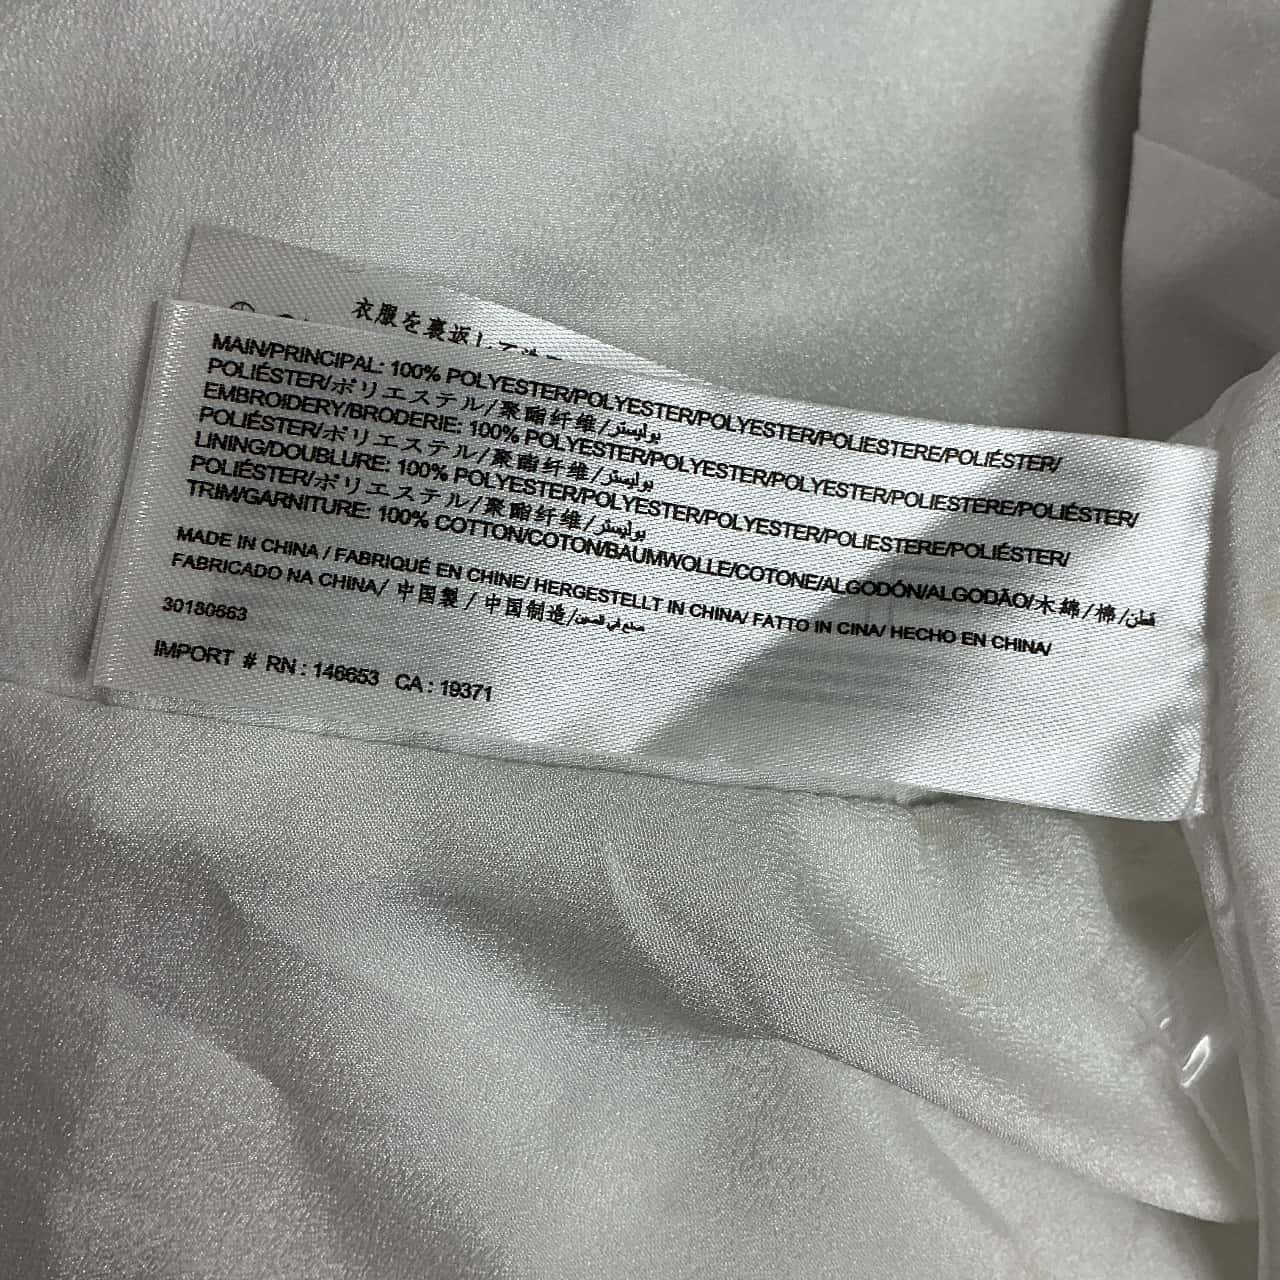 衣服を裏返し
MAIN/PRINCIPAL: 100% POLYESTER/POLYESTER/POLYESTER/POLIESTERE/POLIÉSTER/
POLIÉSTER/ポリエステル/聚酯纤维/بوليستر
EMBROIDERY/BRODERIE: 100% POLYESTER/POLYESTER/POLYESTER/POLIESTERE/POLIÉSTER/
POLIÉSTER/ポリエステル/聚酯纤维/بوليستر
LINING/DOUBLURE: 100% POLYESTER/POLYESTER/POLYESTER/POLIESTERE/POLIÉSTER/
POLIÉSTER/ポリエステル/聚酯纤维/بوليستر
TRIM/GARNITURE: 100% COTTON/COTON/BAUMWOLLE/COTONE/ALGODÓN/ALGODÃO/木綿/棉/قطن
MADE IN CHINA / FABRIQUÉ EN CHINE/ HERGESTELLT IN CHINA/ FATTO IN CINA/ HECHO EN CHINA/
FABRICADO NA CHINA/ 中国製 / 中国制造/صنع في الصين
30180663
IMPORT # RN : 146653 CA : 19371